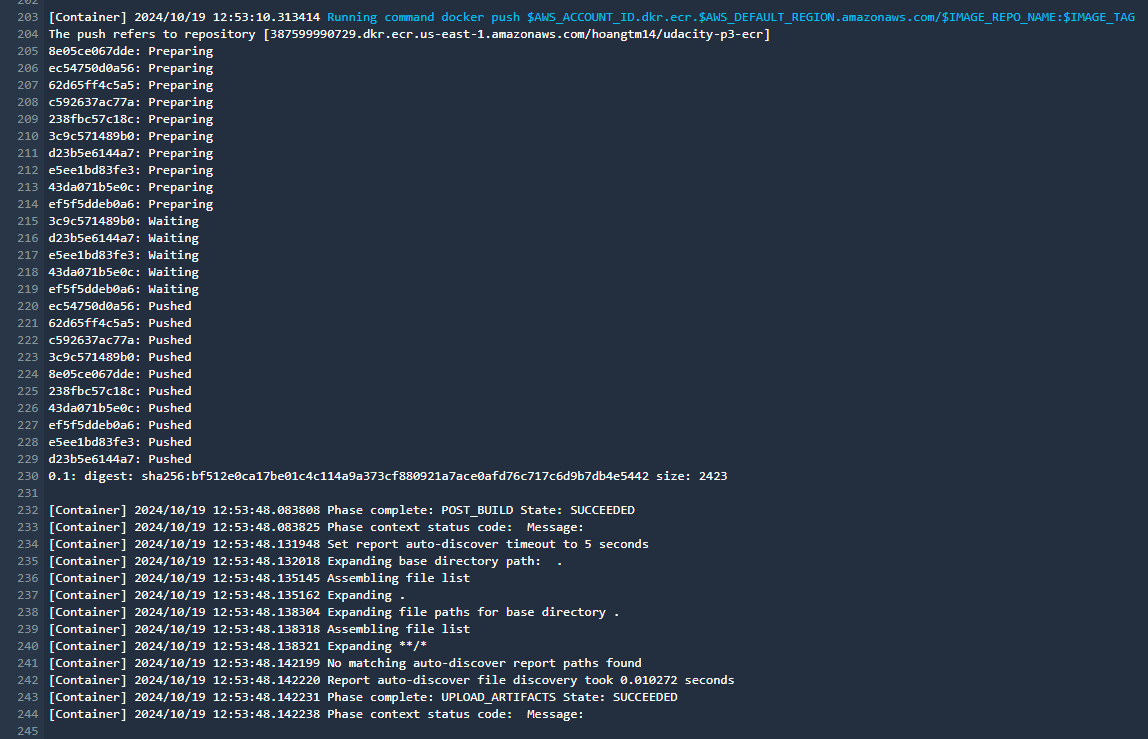 203 [Container] 2024/10/19 12:53:10.313414 Running command docker push $AWS_ACCOUNT_ID.dkr.ecr.$AWS_DEFAULT_REGION.amazonaws.com/$IMAGE_REPO_NAME:$IMAGE_TAG
204 The push refers to repository [387599990729.dkr.ecr.us-east-1.amazonaws.com/hoangtm14/udacity-p3-ecr]
205 8e05ce067dde: Preparing
206 ec54750d0a56: Preparing
207 62d65ff4c5a5: Preparing
208 c592637ac77a: Preparing
209 238fbc57c18c: Preparing
210 3c9c571489b0: Preparing
211 d23b5e6144a7: Preparing
212 e5ee1bd83fe3: Preparing
213 43da071b5e0c: Preparing
214 ef5f5ddeb0a6: Preparing
215 3c9c571489b0: Waiting
216 d23b5e6144a7: Waiting
217 e5ee1bd83fe3: Waiting
218 43da071b5e0c: Waiting
219 ef5f5ddeb0a6: Waiting
220 ec54750d0a56: Pushed
221 62d65ff4c5a5: Pushed
222 c592637ac77a: Pushed
223 3c9c571489b0: Pushed
224 8e05ce067dde: Pushed
225 238fbc57c18c: Pushed
226 43da071b5e0c: Pushed
227 ef5f5ddeb0a6: Pushed
228 e5ee1bd83fe3: Pushed
229 d23b5e6144a7: Pushed
230 0.1: digest: sha256:bf512e0ca17be01c4c114a9a373cf880921a7ace0afd76c717c6d9b7db4e5442 size: 2423
231
232 [Container] 2024/10/19 12:53:48.083808 Phase complete: POST_BUILD State: SUCCEEDED
233 [Container] 2024/10/19 12:53:48.083825 Phase context status code:  Message:
234 [Container] 2024/10/19 12:53:48.131948 Set report auto-discover timeout to 5 seconds
235 [Container] 2024/10/19 12:53:48.132018 Expanding base directory path:  .
236 [Container] 2024/10/19 12:53:48.135145 Assembling file list
237 [Container] 2024/10/19 12:53:48.135162 Expanding .
238 [Container] 2024/10/19 12:53:48.138304 Expanding file paths for base directory .
239 [Container] 2024/10/19 12:53:48.138318 Assembling file list
240 [Container] 2024/10/19 12:53:48.138321 Expanding **/*
241 [Container] 2024/10/19 12:53:48.142199 No matching auto-discover report paths found
242 [Container] 2024/10/19 12:53:48.142220 Report auto-discover file discovery took 0.010272 seconds
243 [Container] 2024/10/19 12:53:48.142231 Phase complete: UPLOAD_ARTIFACTS State: SUCCEEDED
244 [Container] 2024/10/19 12:53:48.142238 Phase context status code:  Message:
245